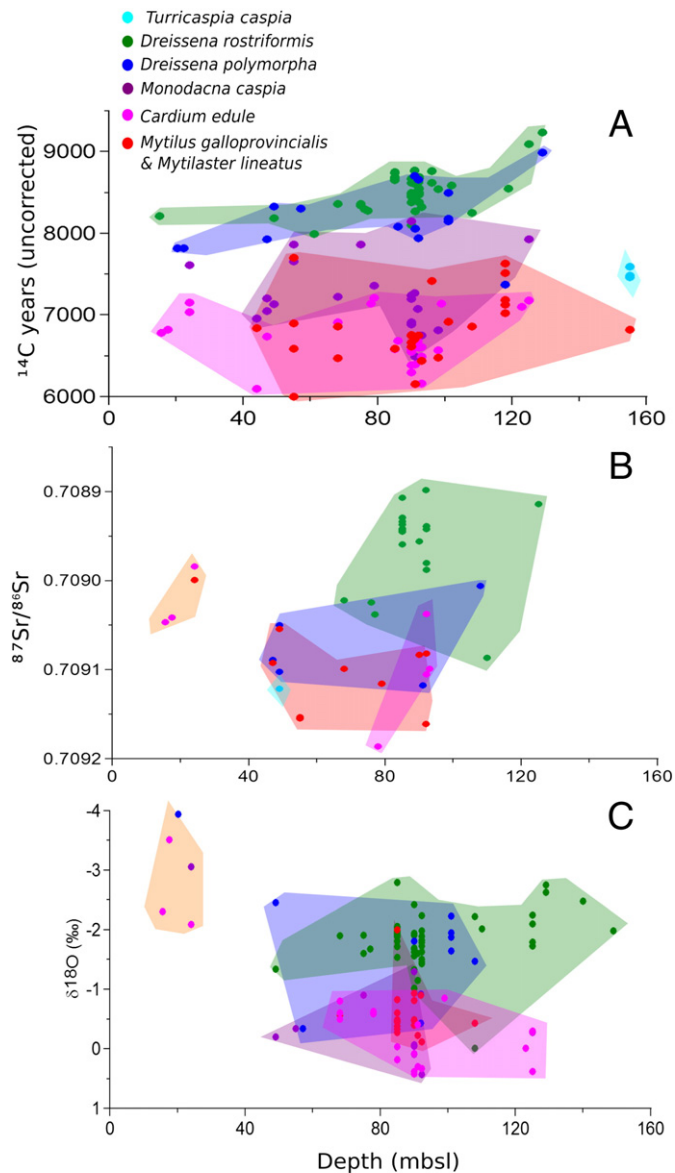 Turricaspia caspia
Dreissena rostriformis
Dreissena polymorpha
Monodacna caspia
Cardium edule
Mytilus galloprovincialis
& Mytilaster lineatus
A
14C years (uncorrected)
9000
8000
7000
6000
0 40 80 120 160
B
87Sr/86Sr
0.7089
0.7090
0.7091
0.7092
0 40 80 120 160
C
δ18O (‰)
-4
-3
-2
-1
0
1
0 40 80 120 160
Depth (mbsl)